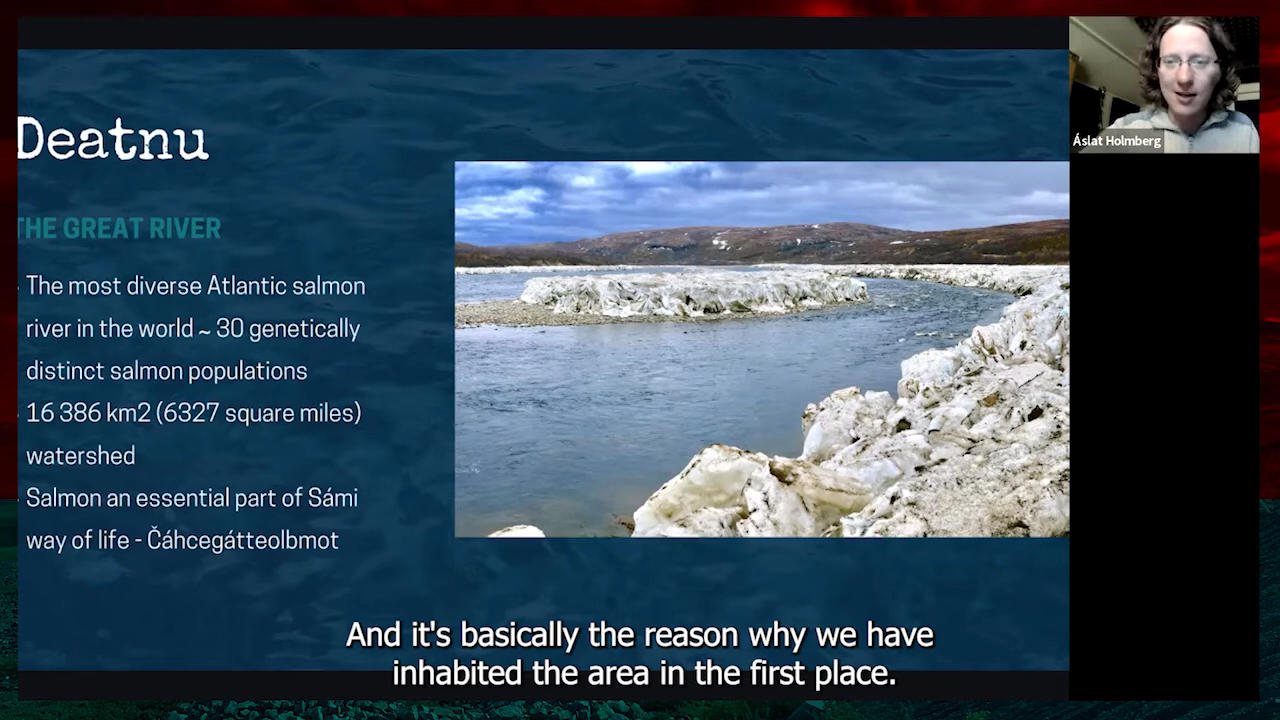 Deatnu
THE GREAT RIVER
The most diverse Atlantic salmon
river in the world ~ 30 genetically
distinct salmon populations
16 386 km2 (6327 square miles)
watershed
Salmon an essential part of Sámi
way of life - Čáhcegátteolbmot
Áslat Holmberg
And it's basically the reason why we have
inhabited the area in the first place.